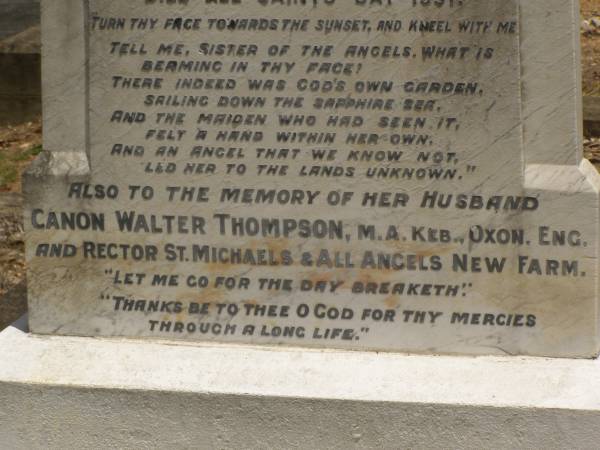 DIED ALL SAINTS DAY 1891.
TURN THY FACE TOWARDS THE SUNSET, AND KNEEL WITH ME
TELL ME, SISTER OF THE ANGELS. WHAT IS
BEAMING IN THY FACE?
THERE INDEED WAS GOD'S OWN GARDEN,
SAILING DOWN THE SAPPHIRE SEA,
AND THE MAIDEN WHO HAD SEEN IT,
FELT A HAND WITHIN HER OWN,
AND AN ANGEL THAT WE KNOW NOT,
LED HER TO THE LANDS UNKNOWN."
ALSO TO THE MEMORY OF HER HUSBAND
CANON WALTER THOMPSON, M.A. KEB., OXON. ENG.
AND RECTOR ST. MICHAELS & ALL ANGELS NEW FARM.
"LET ME GO FOR THE DAY BREAKETH".
"THANKS BE TO THEE O GOD FOR THY MERCIES
THROUGH A LONG LIFE."